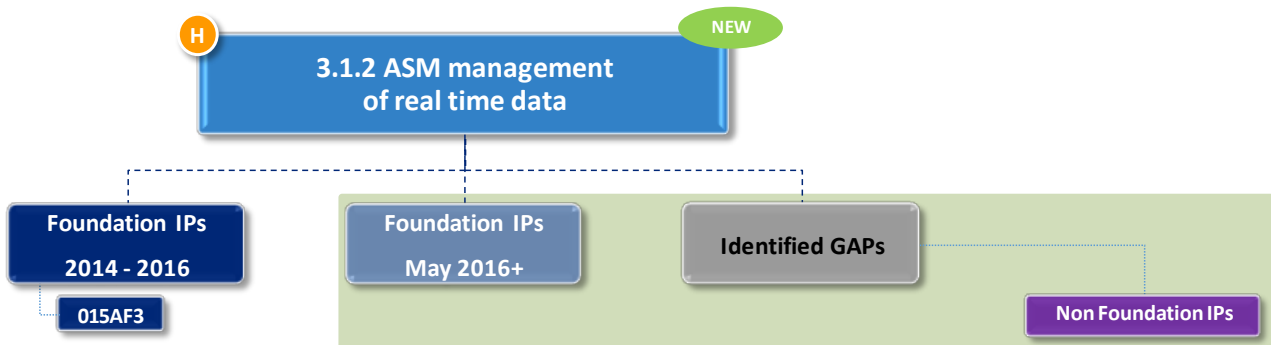 H
NEW
3.1.2 ASM management
of real time data
Foundation IPs
2014 - 2016
Foundation IPs
May 2016+
Identified GAPs
015AF3
Non Foundation IPs